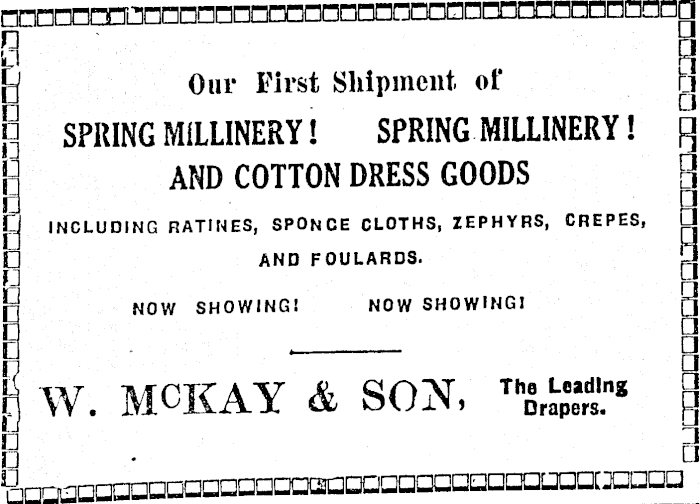 Our First Shipment of
SPRING MILLINERY! SPRING MILLINERY!
AND COTTON DRESS GOODS
INCLUDING RATINES, SPONGE CLOTHS, ZEPHYRS, CREPES,
AND FOULARDS.
NOW SHOWING! NOW SHOWING!
W. McKAY & SON, The Leading
Drapers.